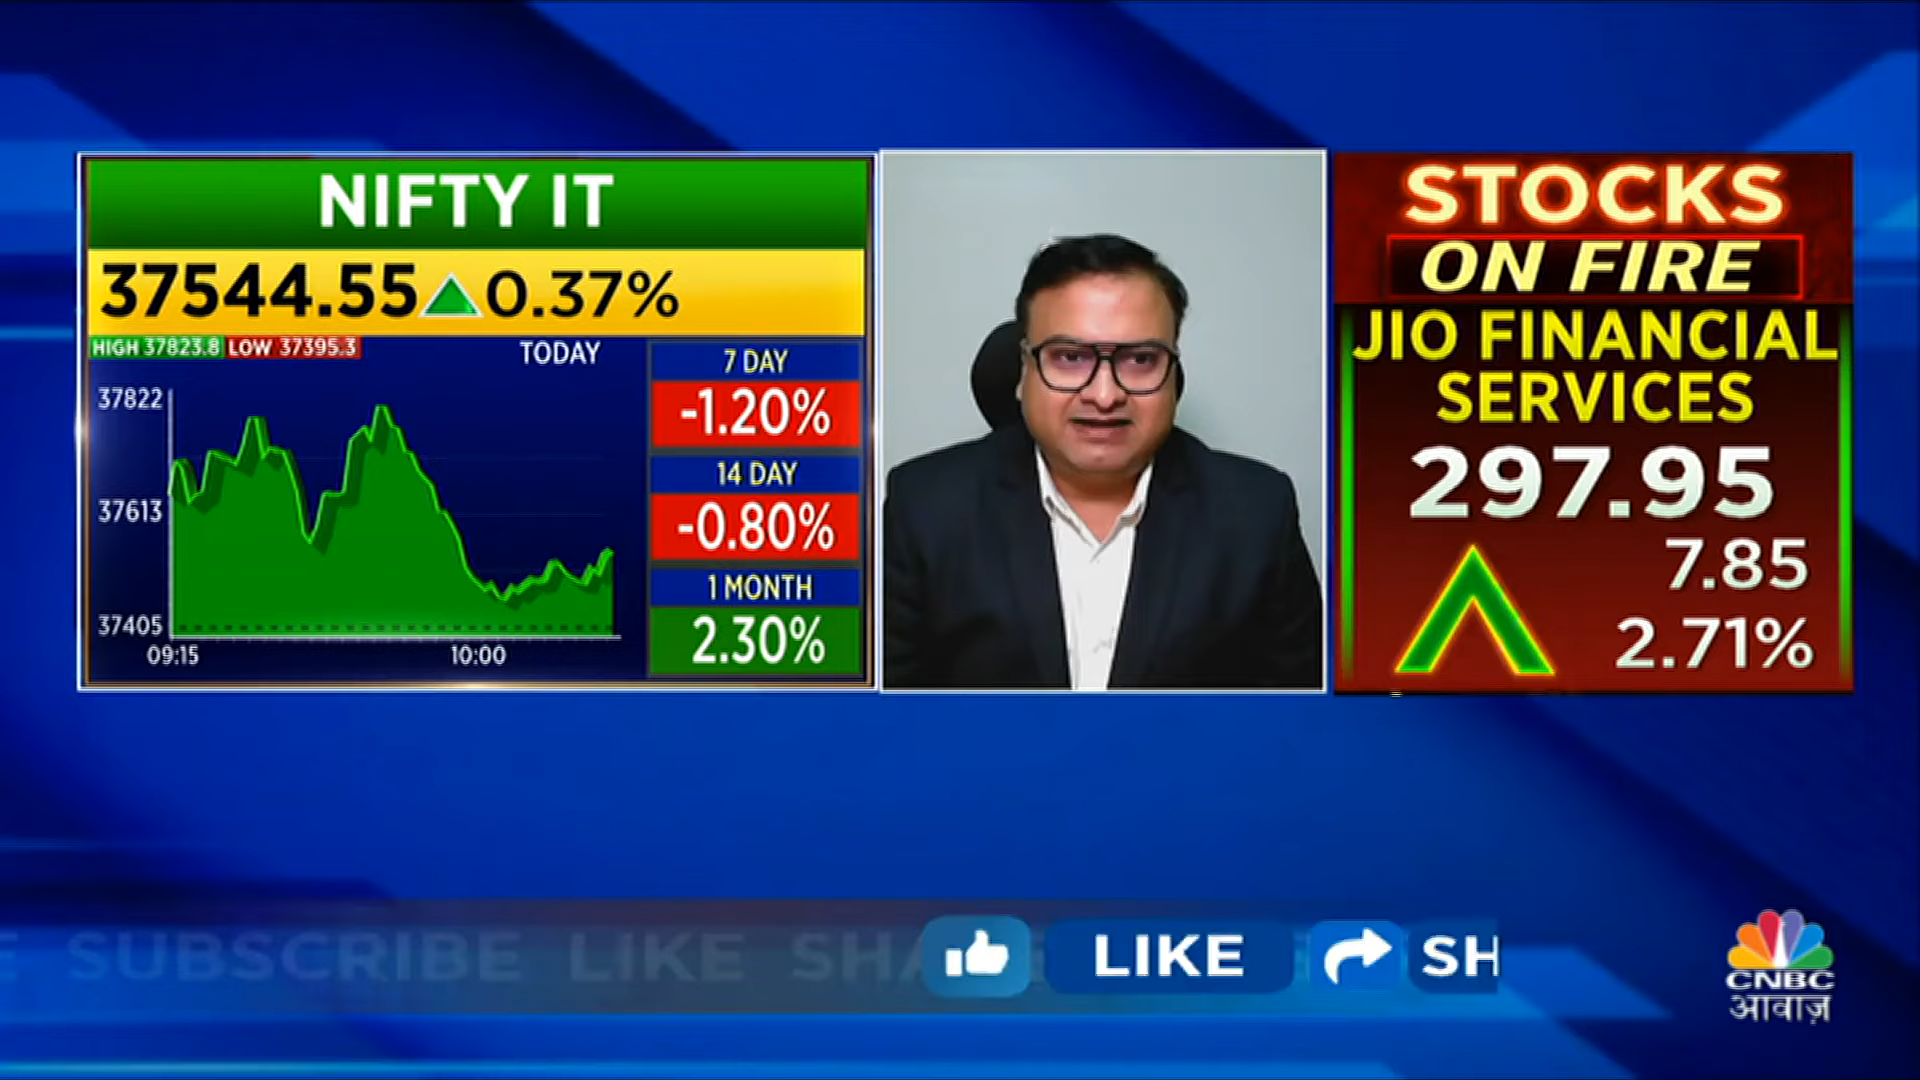 NIFTY IT
37544.55 0.37%
HIGH 37823.8 LOW 37395.3
TODAY
37822
37613
37405
09:15
10:00
7 DAY
-1.20%
14 DAY
-0.80%
1 MONTH
2.30%
STOCKS
ON FIRE
JIO FINANCIAL
SERVICES
297.95
7.85
2.71%
E SUBSCRIBE LIKE SHA
LIKE
SH
CNBC
आवाज़